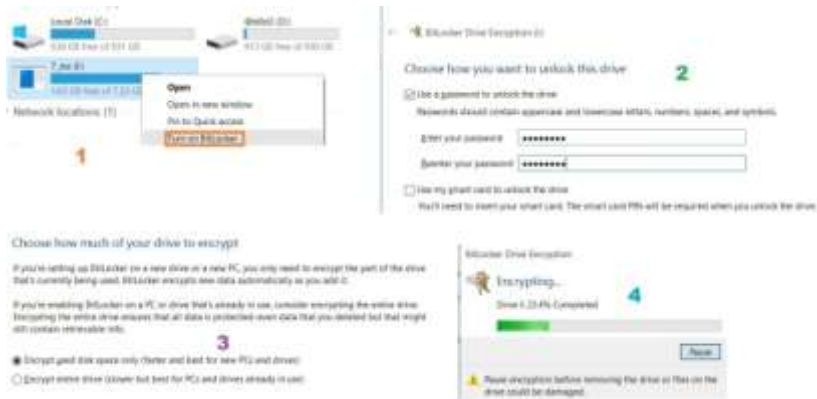 Local Disk (C:)
Network locations (1)
Open
Open in new window
Pin to Quick access
Turn on BitLocker
1
BitLocker Drive Encryption
Choose how you want to unlock this drive
2
Use a password to unlock the drive
Passwords should contain uppercase and lowercase letters, numbers, spaces, and symbols.
Enter your password
Reenter your password
Use my smart card to unlock the drive
You'll need to insert your smart card. The smart card PIN will be required when you unlock the drive.
Choose how much of your drive to encrypt
If you're setting up BitLocker on a new drive or a new PC, you only need to encrypt the part of the drive
that's currently being used. BitLocker encrypts new data automatically as you add it.
If you're enabling BitLocker on a PC or drive that's already in use, consider encrypting the entire drive.
Encrypting the entire drive ensures that all data is protected-even data that you deleted but that might
still contain retrievable info.
3
Encrypt used disk space only (faster and best for new PCs and drives)
Encrypt entire drive (slower but best for PCs and drives already in use)
BitLocker Drive Encryption
Encrypting...
4
Completed
Pause
Pause encryption before removing the drive or files on the
drive could be damaged.